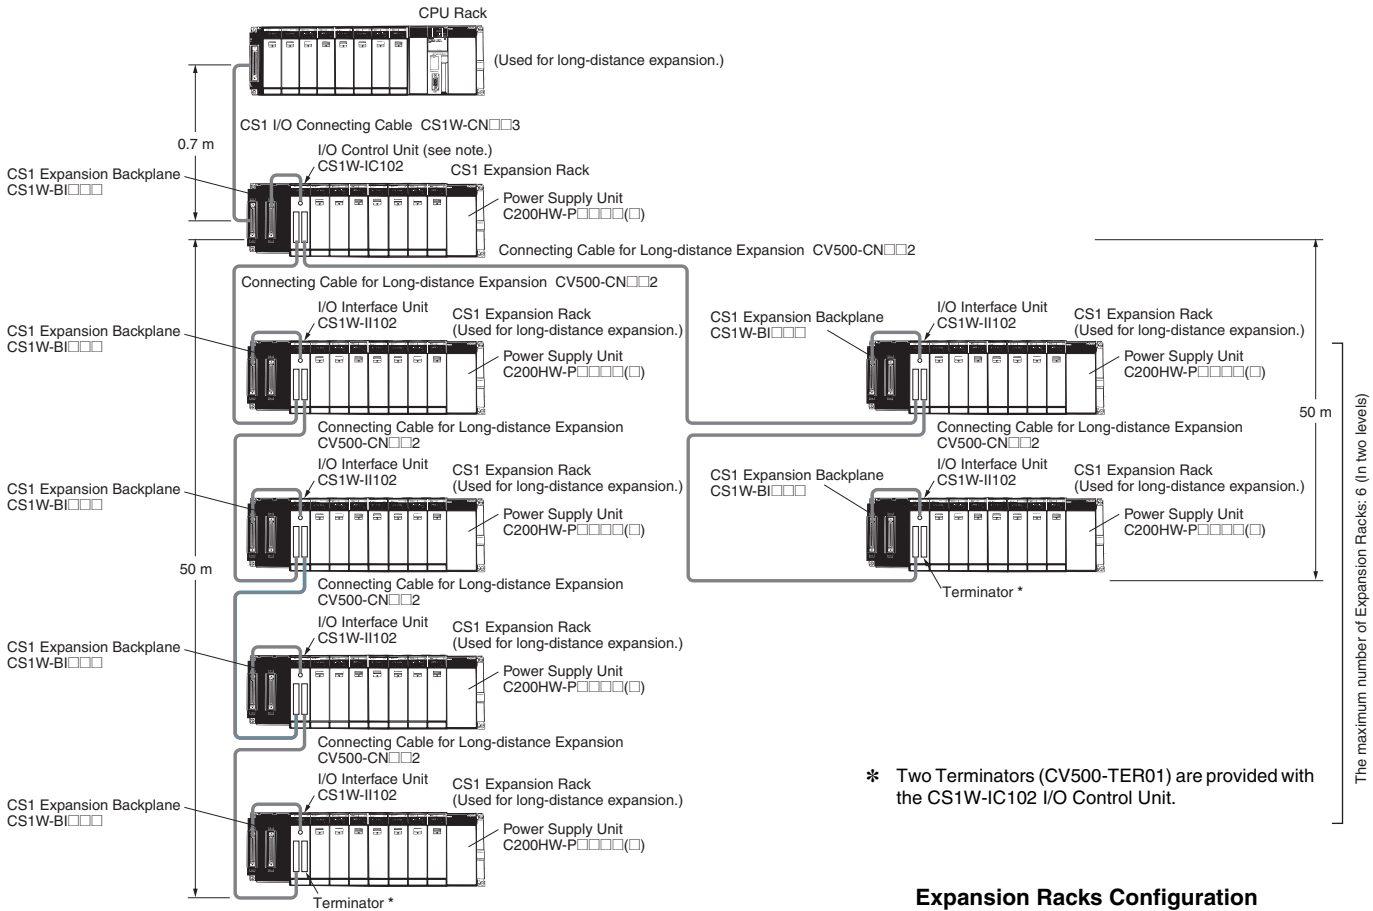 CPU Rack
(Used for long-distance expansion.)
CS1 I/O Connecting Cable CS1W-CN□□3
0.7 m
I/O Control Unit (see note.)
CS1W-IC102
CS1 Expansion Rack
CS1 Expansion Backplane
CS1W-BI□□□
Power Supply Unit
C200HW-P□□□□(□)
Connecting Cable for Long-distance Expansion CV500-CN□□2
Connecting Cable for Long-distance Expansion CV500-CN□□2
I/O Interface Unit
CS1W-II102
CS1 Expansion Rack
(Used for long-distance expansion.)
CS1 Expansion Backplane
CS1W-BI□□□
Power Supply Unit
C200HW-P□□□□(□)
CS1 Expansion Backplane
CS1W-BI□□□
I/O Interface Unit
CS1W-II102
CS1 Expansion Rack
(Used for long-distance expansion.)
Power Supply Unit
C200HW-P□□□□(□)
50 m
Connecting Cable for Long-distance Expansion
CV500-CN□□2
I/O Interface Unit
CS1W-II102
CS1 Expansion Rack
(Used for long-distance expansion.)
CS1 Expansion Backplane
CS1W-BI□□□
Power Supply Unit
C200HW-P□□□□(□)
Connecting Cable for Long-distance Expansion
CV500-CN□□2
I/O Interface Unit
CS1W-II102
CS1 Expansion Backplane
CS1W-BI□□□
CS1 Expansion Rack
(Used for long-distance expansion.)
Power Supply Unit
C200HW-P□□□□(□)
Terminator *
50 m
Connecting Cable for Long-distance Expansion
CV500-CN□□2
I/O Interface Unit
CS1W-II102
CS1 Expansion Rack
(Used for long-distance expansion.)
CS1 Expansion Backplane
CS1W-BI□□□
Power Supply Unit
C200HW-P□□□□(□)
Connecting Cable for Long-distance Expansion
CV500-CN□□2
I/O Interface Unit
CS1W-II102
CS1 Expansion Rack
(Used for long-distance expansion.)
CS1 Expansion Backplane
CS1W-BI□□□
Power Supply Unit
C200HW-P□□□□(□)
Terminator *
The maximum number of Expansion Racks: 6 (In two levels)
✻ Two Terminators (CV500-TER01) are provided with
the CS1W-IC102 I/O Control Unit.
Expansion Racks Configuration